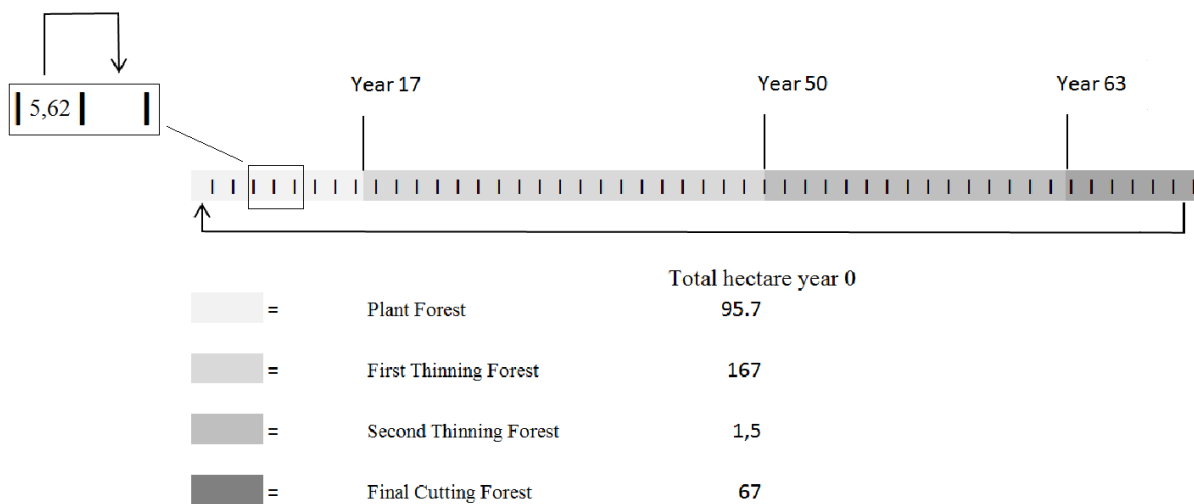 Year 17
Year 50
Year 63
5,62
Total hectare year 0
= Plant Forest 95.7
= First Thinning Forest 167
= Second Thinning Forest 1,5
= Final Cutting Forest 67